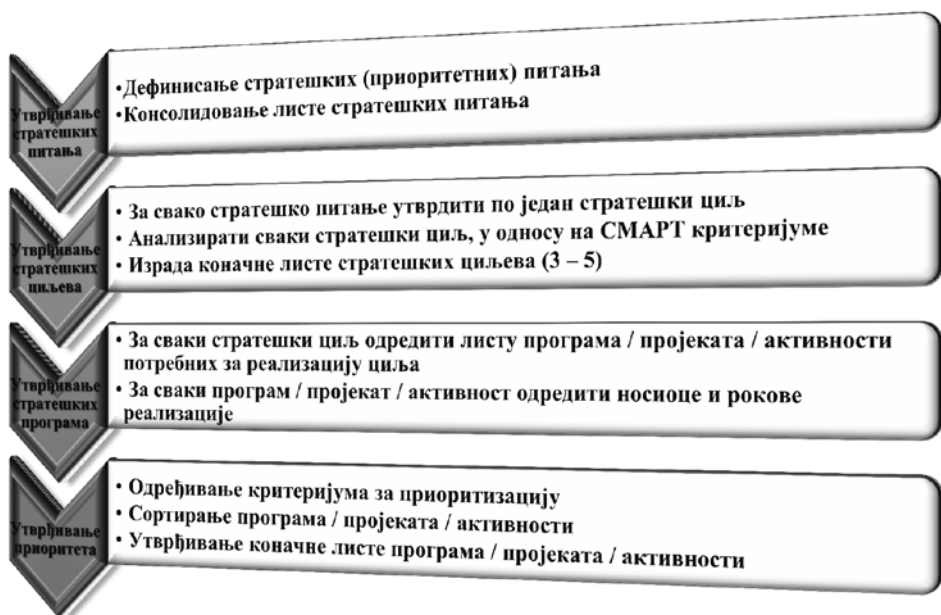 Утврђивање
стратешких
питања
•Дефинисање стратешких (приоритетних) питања
•Консолидовање листе стратешких питања
Утврђивање
стратешких
циљева
• За свако стратешко питање утврдити по један стратешки циљ
• Анализирати сваки стратешки циљ, у односу на СМАРТ критеријуме
• Израда коначне листе стратешких циљева (3 – 5)
Утврђивање
стратешких
програма
• За сваки стратешки циљ одредити листу програма / пројеката / активности
потребних за реализацију циља
• За сваки програм / пројекат / активност одредити носиоце и рокове
реализације
Утврђивање
приоритета
• Одређивање критеријума за приоритизацију
• Сортирање програма / пројеката / активности
• Утврђивање коначне листе програма / пројеката / активности